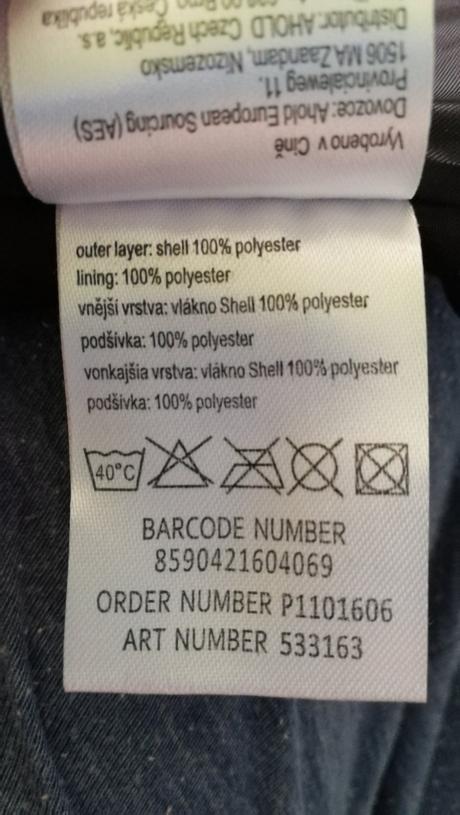 Vyrobeno v Číně
Dovozce: Ahold European Sourcing (AES)
Provincialeweg 11.
1506 MA Zaandam, Nizozemsko
Distributor: AHOLD Czech Republic, a.s.
Brno Česká republika
outer layer: shell 100% polyester
lining: 100% polyester
vnější vrstva: vlákno Shell 100% polyester
podšívka: 100% polyester
vonkajšia vrstva: vlákno Shell 100% polyester
podšívka: 100% polyester
40°C
BARCODE NUMBER
8590421604069
ORDER NUMBER P1101606
ART NUMBER 533163